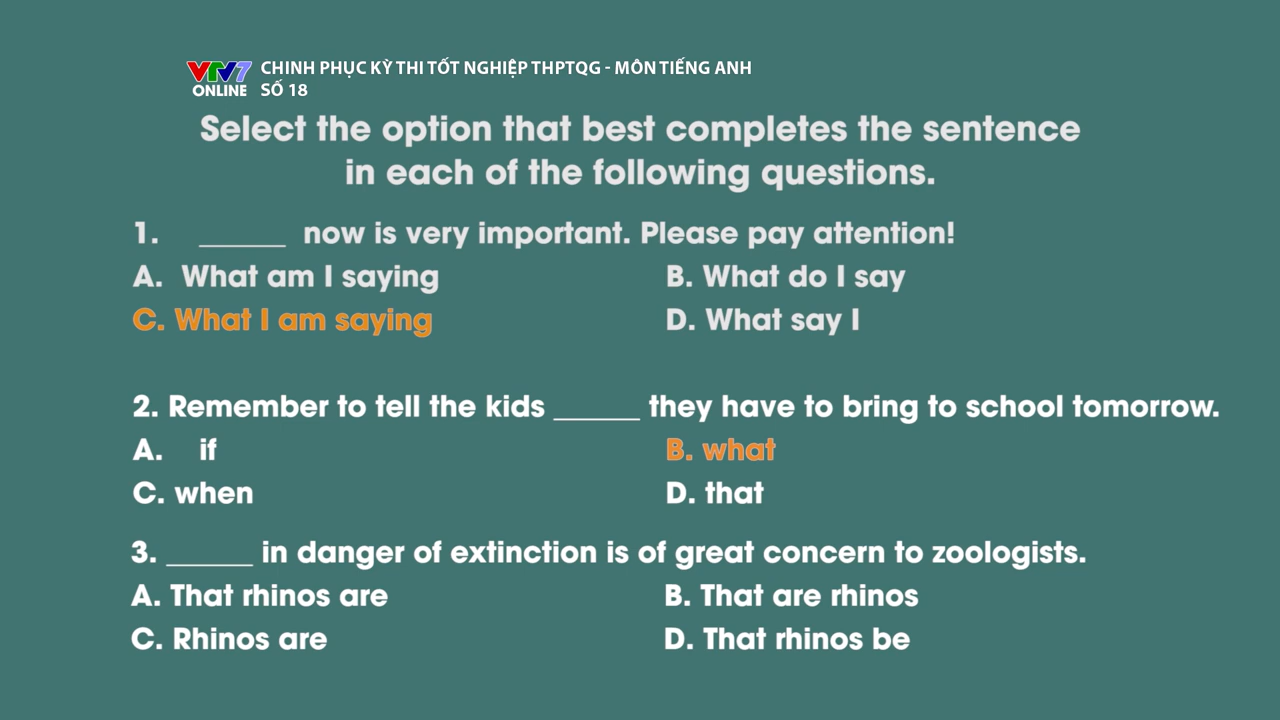 VTV7 ONLINE
CHINH PHỤC KỲ THI TỐT NGHIỆP THPTQG - MÔN TIẾNG ANH
SỐ 18
Select the option that best completes the sentence
in each of the following questions.
1. ______ now is very important. Please pay attention!
A. What am I saying B. What do I say
C. What I am saying D. What say I
2. Remember to tell the kids ______ they have to bring to school tomorrow.
A. if B. what
C. when D. that
3. ______ in danger of extinction is of great concern to zoologists.
A. That rhinos are B. That are rhinos
C. Rhinos are D. That rhinos be